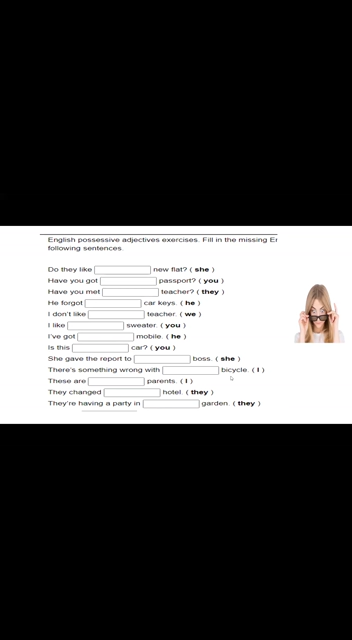 English possessive adjectives exercises. Fill in the missing
following sentences.
Do they like new flat? ( she )
Have you got passport? ( you )
Have you met teacher? ( they )
He forgot car keys. ( he )
I don't like teacher. ( we )
I like sweater. ( you )
I've got mobile. ( he )
Is this car? ( you )
She gave the report to boss. ( she )
There's something wrong with bicycle. ( I )
These are parents. ( I )
They changed hotel. ( they )
They're having a party in garden. ( they )